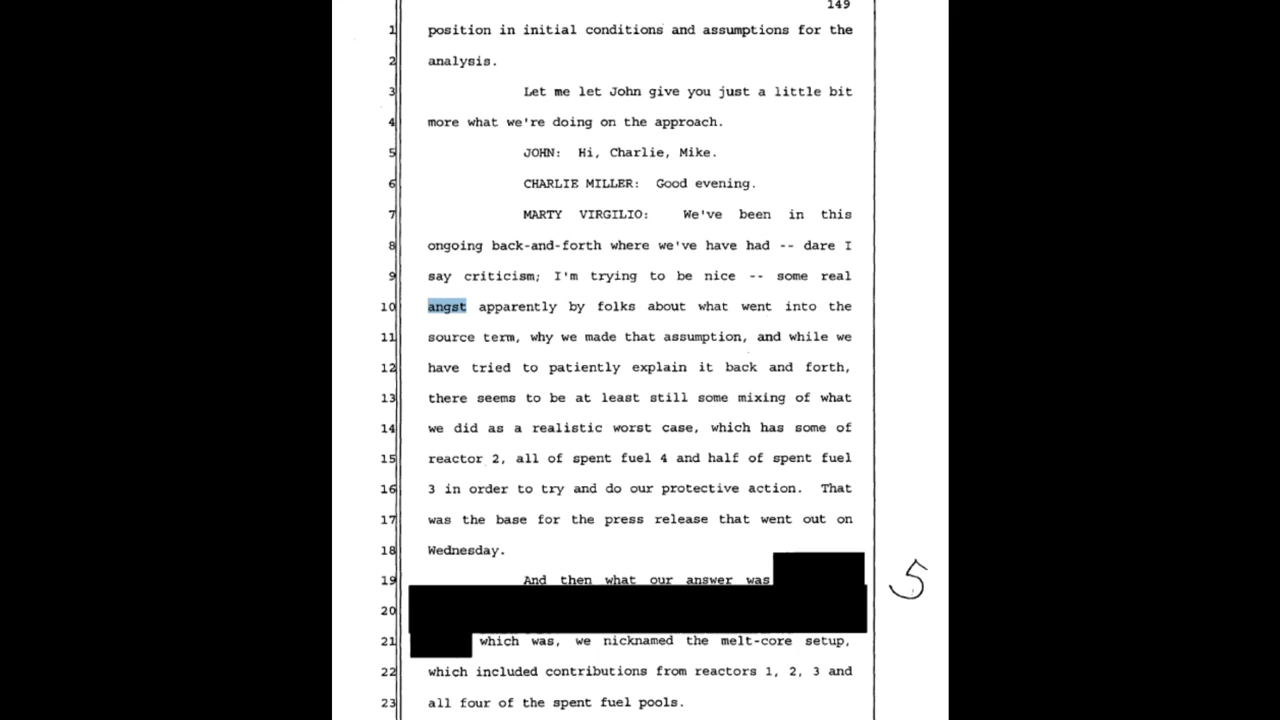 149
1 position in initial conditions and assumptions for the
2 analysis.
3 Let me let John give you just a little bit
4 more what we're doing on the approach.
5 JOHN: Hi, Charlie, Mike.
6 CHARLIE MILLER: Good evening.
7 MARTY VIRGILIO: We've been in this
8 ongoing back-and-forth where we've have had -- dare I
9 say criticism; I'm trying to be nice -- some real
10 angst apparently by folks about what went into the
11 source term, why we made that assumption, and while we
12 have tried to patiently explain it back and forth,
13 there seems to be at least still some mixing of what
14 we did as a realistic worst case, which has some of
15 reactor 2, all of spent fuel 4 and half of spent fuel
16 3 in order to try and do our protective action. That
17 was the base for the press release that went out on
18 Wednesday.
19 And then what our answer was
5
20
21 which was, we nicknamed the melt-core setup,
22 which included contributions from reactors 1, 2, 3 and
23 all four of the spent fuel pools.